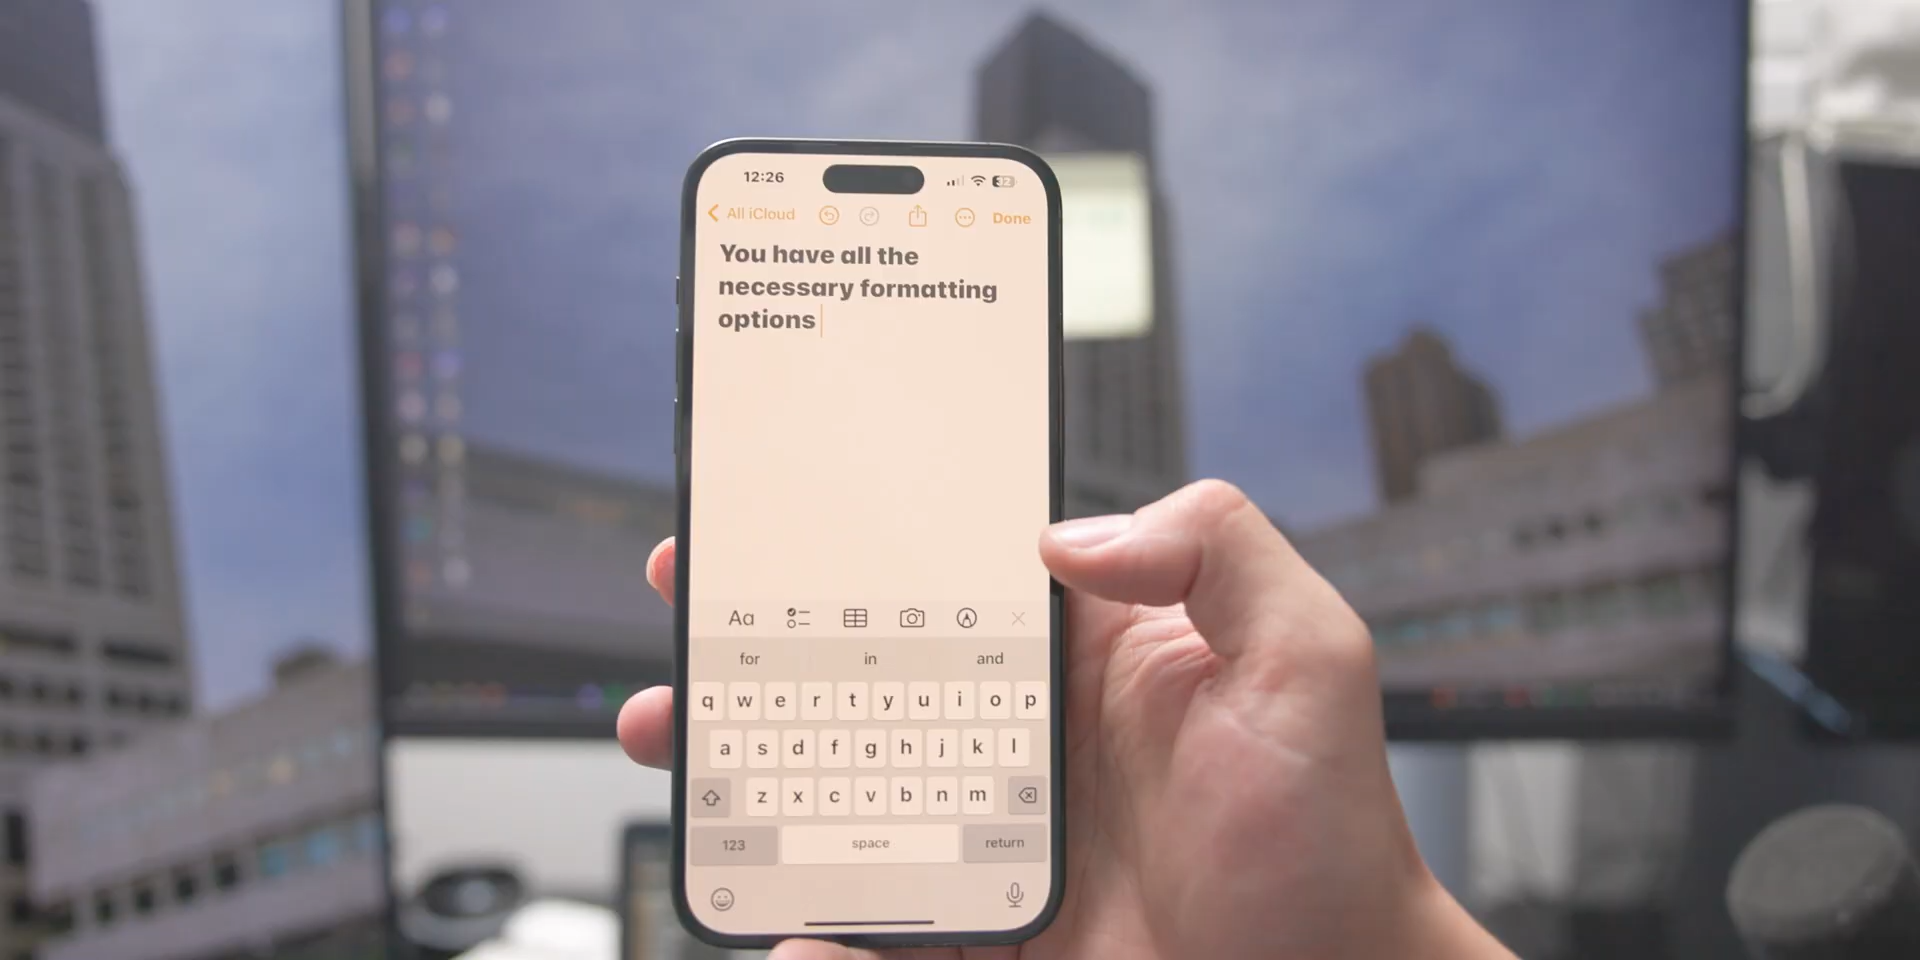 12:26
32
All iCloud
Done
You have all the
necessary formatting
options
Aa
for in and
q w e r t y u i o p
a s d f g h j k l
z x c v b n m
123 space return